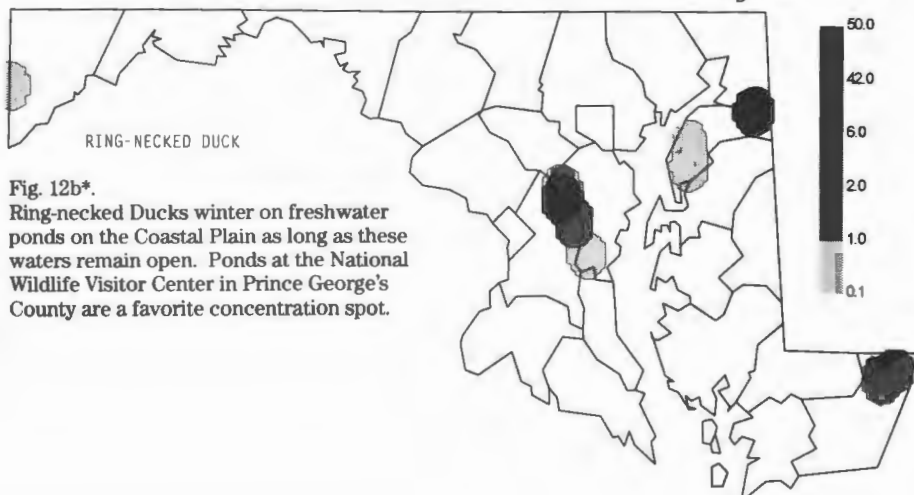 RING-NECKED DUCK
Fig. 12b*.
Ring-necked Ducks winter on freshwater
ponds on the Coastal Plain as long as these
waters remain open. Ponds at the National
Wildlife Visitor Center in Prince George's
County are a favorite concentration spot.
50.0
42.0
6.0
2.0
1.0
0.1